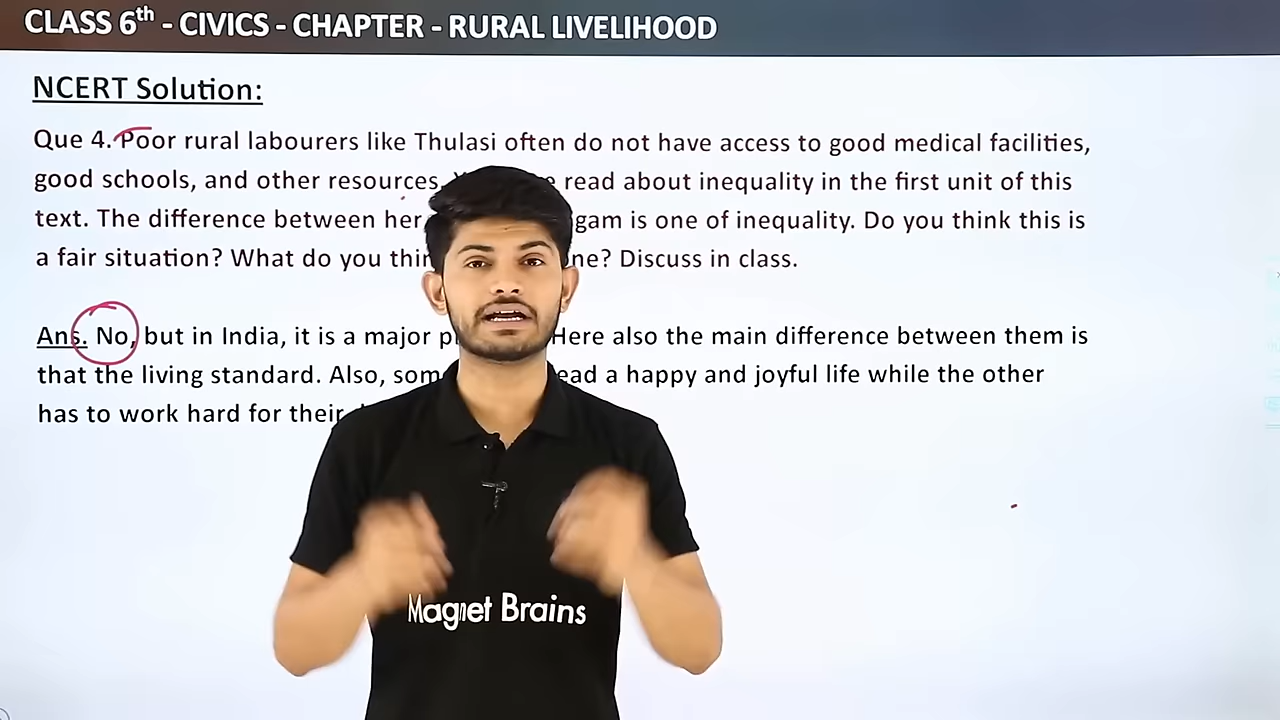 CLASS 6th - CIVICS - CHAPTER - RURAL LIVELIHOOD
NCERT Solution:
Que 4. Poor rural labourers like Thulasi often do not have access to good medical facilities,
good schools, and other resources. read about inequality in the first unit of this
text. The difference between her is one of inequality. Do you think this is
a fair situation? What do you Discuss in class.
Ans. No, but in India, it is a major Here also the main difference between them is
that the living standard. Also, a happy and joyful life while the other
has to work hard for their
Magnet Brains